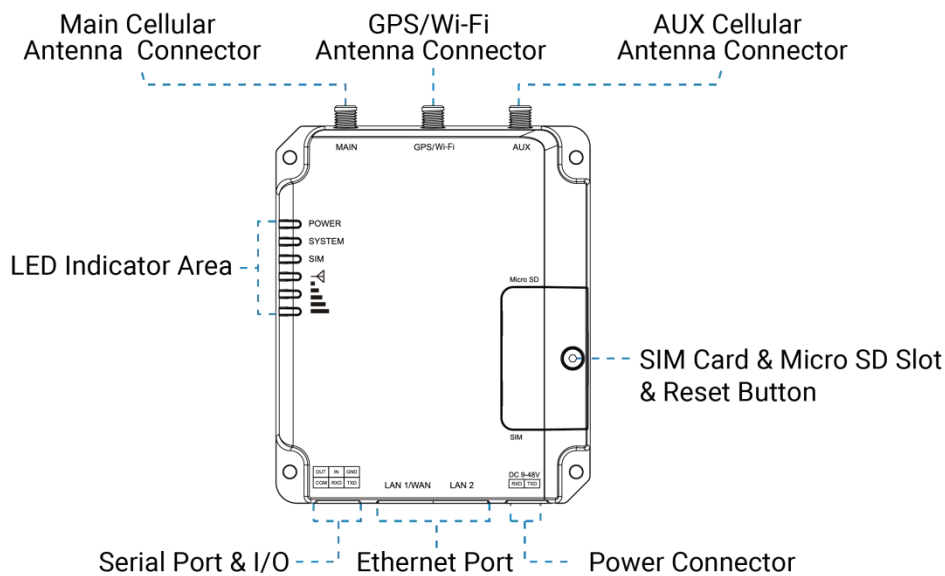 Main Cellular
Antenna Connector
GPS/Wi-Fi
Antenna Connector
AUX Cellular
Antenna Connector
MAIN
GPS/Wi-Fi
AUX
POWER
SYSTEM
SIM
LED Indicator Area
Micro SD
SIM Card & Micro SD Slot
& Reset Button
SIM
OUT IN GND
COM RXD TXD
LAN 1/WAN
LAN 2
DC 9-48V
RXD TXD
Serial Port & I/O
Ethernet Port
Power Connector